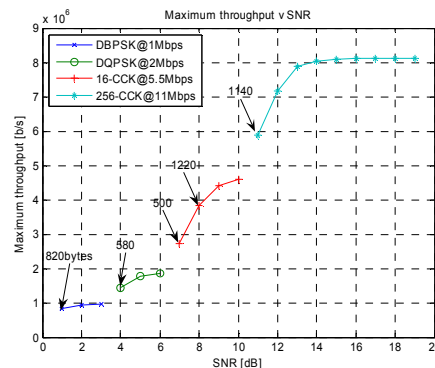 Maximum throughput v SNR
x 10^6
9
8
7
6
5
4
3
2
1
0
Maximum throughput [b/s]
DBPSK@1Mbps
DQPSK@2Mbps
16-CCK@5.5Mbps
256-CCK@11Mbps
1140
1220
500
580
820bytes
0 2 4 6 8 10 12 14 16 18 20
SNR [dB]